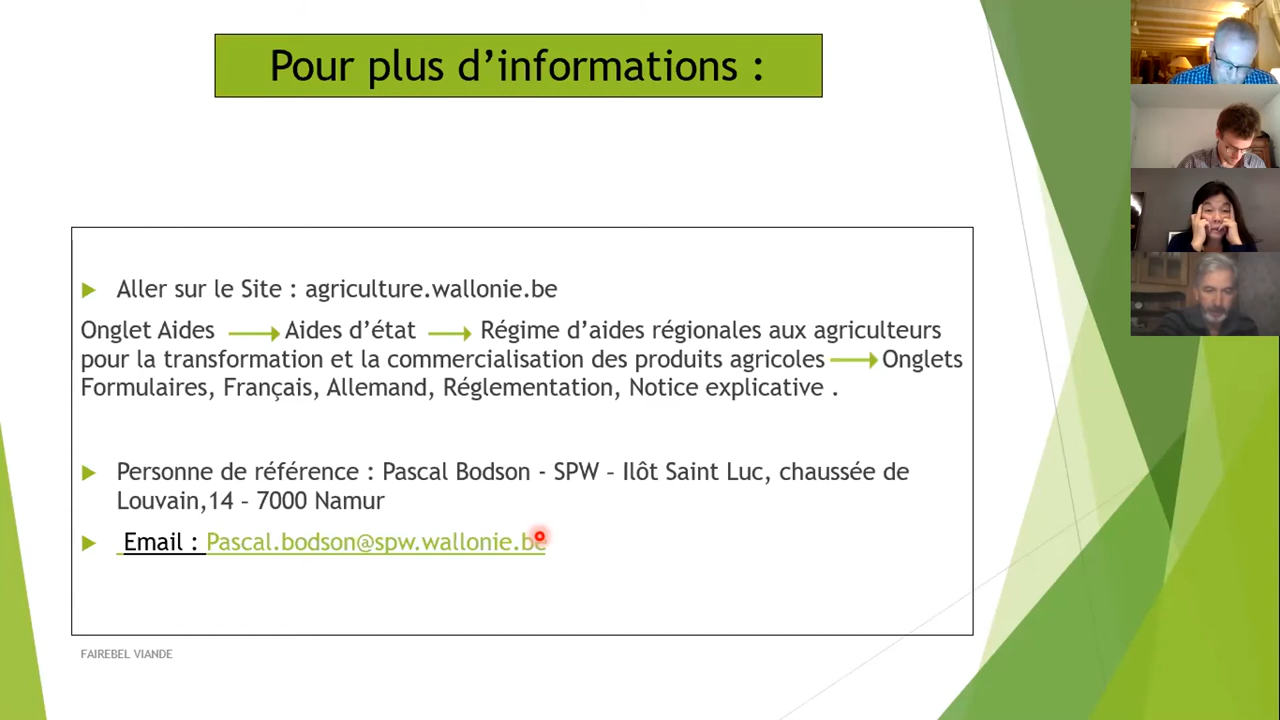 Pour plus d’informations :
Aller sur le Site : agriculture.wallonie.be
Onglet Aides Aides d’état Régime d’aides régionales aux agriculteurs
pour la transformation et la commercialisation des produits agricoles Onglets
Formulaires, Français, Allemand, Réglementation, Notice explicative .
Personne de référence : Pascal Bodson - SPW – Ilôt Saint Luc, chaussée de
Louvain,14 – 7000 Namur
Email : Pascal.bodson@spw.wallonie.be
FAIREBEL VIANDE